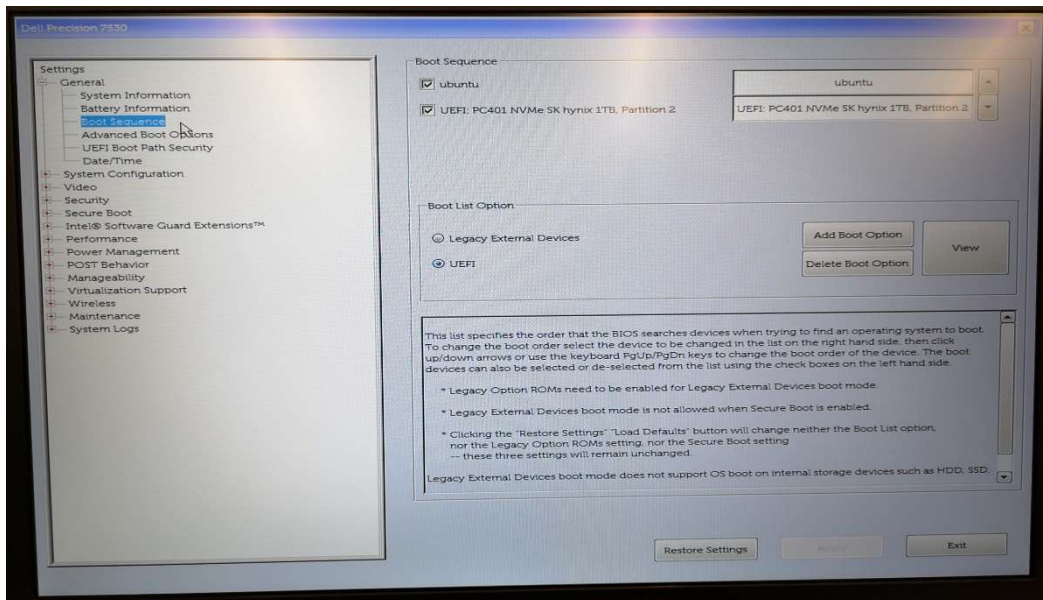 Dell Precision 7530
Settings
General
System Information
Battery Information
Boot Sequence
Advanced Boot Options
UEFI Boot Path Security
Date/Time
System Configuration
Video
Security
Secure Boot
Intel® Software Guard Extensions™
Performance
Power Management
POST Behavior
Manageability
Virtualization Support
Wireless
Maintenance
System Logs
Boot Sequence
ubuntu
UEFI: PC401 NVMe SK hynix 1TB, Partition 2
ubuntu
UEFI: PC401 NVMe SK hynix 1TB, Partition 2
Boot List Option
Legacy External Devices
UEFI
Add Boot Option
Delete Boot Option
View
This list specifies the order that the BIOS searches devices when trying to find an operating system to boot.
To change the boot order select the device to be changed in the list on the right hand side, then click
up/down arrows or use the keyboard PgUp/PgDn keys to change the boot order of the device. The boot
devices can also be selected or de-selected from the list using the check boxes on the left hand side.
* Legacy Option ROMs need to be enabled for Legacy External Devices boot mode.
* Legacy External Devices boot mode is not allowed when Secure Boot is enabled.
* Clicking the "Restore Settings" "Load Defaults" button will change neither the Boot List option,
nor the Legacy Option ROMs setting, nor the Secure Boot setting
-- these three settings will remain unchanged.
Legacy External Devices boot mode does not support OS boot on internal storage devices such as HDD, SSD.
Restore Settings
Apply
Exit